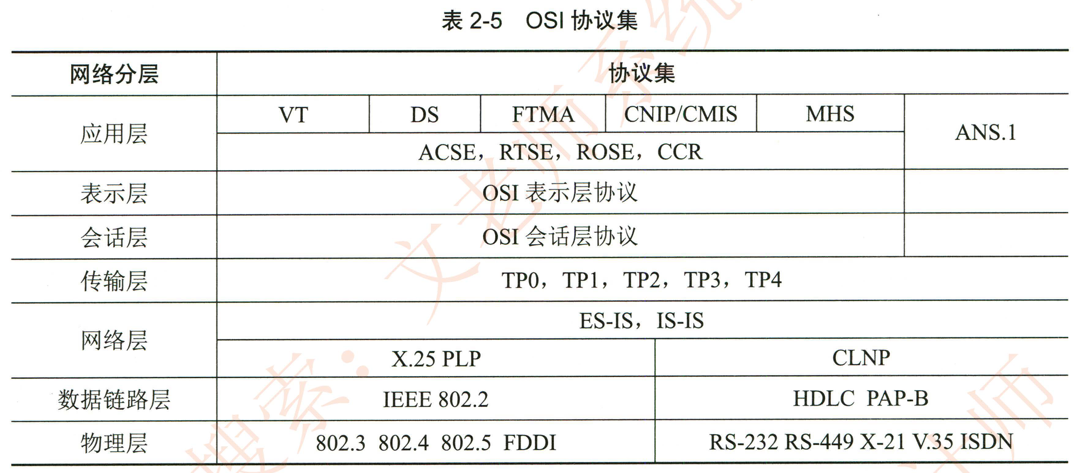 表 2-5 OSI 协议集
网络分层 协议集
应用层 VT DS FTMA CNIP/CMIS MHS ANS.1
ACSE，RTSE，ROSE，CCR
表示层 OSI 表示层协议
会话层 OSI 会话层协议
传输层 TP0，TP1，TP2，TP3，TP4
网络层 ES-IS，IS-IS
X.25 PLP CLNP
数据链路层 IEEE 802.2 HDLC PAP-B
物理层 802.3 802.4 802.5 FDDI RS-232 RS-449 X-21 V.35 ISDN
搜索：文老师系统
师